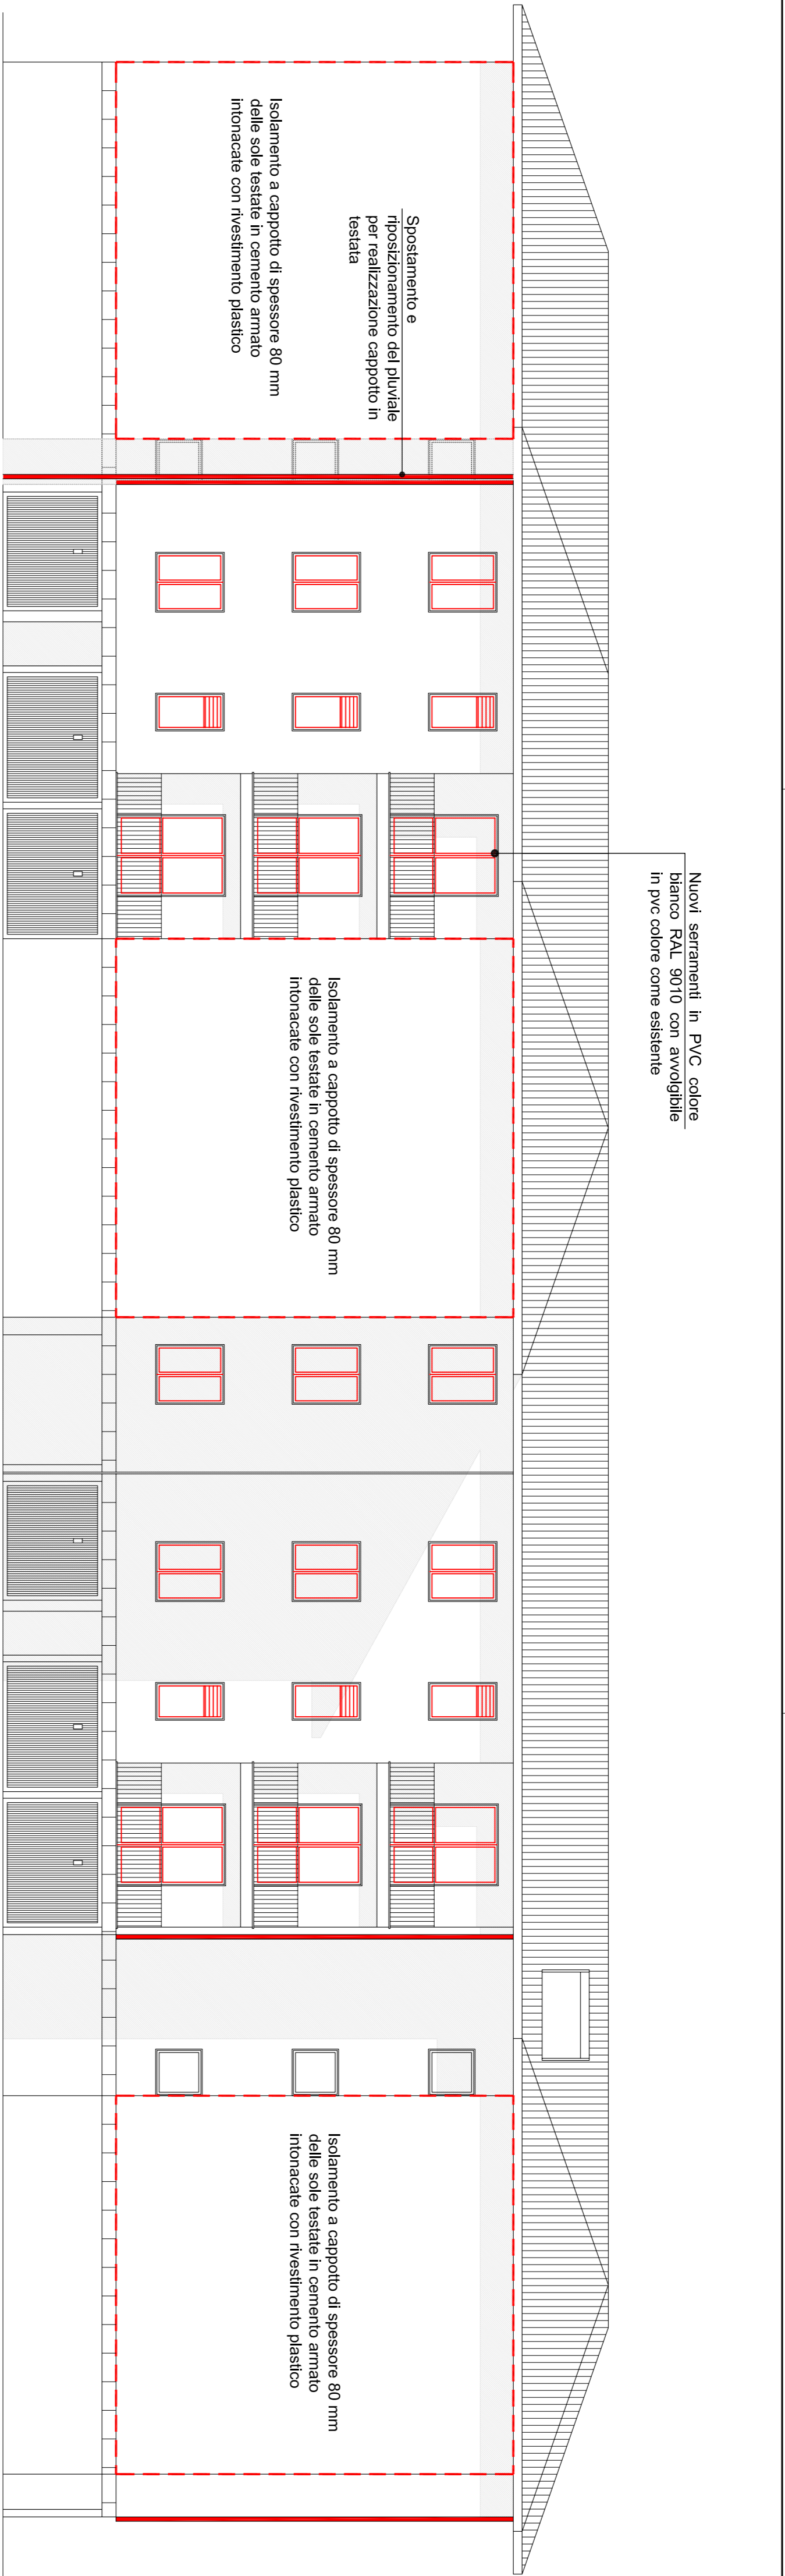 Nuovi serramenti in PVC colore
bianco RAL 9010 con avvolgibile
in pvc colore come esistente
Spostamento e
riposizionamento del pluviale
per realizzazione cappotto in
testata
Isolamento a cappotto di spessore 80 mm
delle sole testate in cemento armato
intonacate con rivestimento plastico
Isolamento a cappotto di spessore 80 mm
delle sole testate in cemento armato
intonacate con rivestimento plastico
Isolamento a cappotto di spessore 80 mm
delle sole testate in cemento armato
intonacate con rivestimento plastico